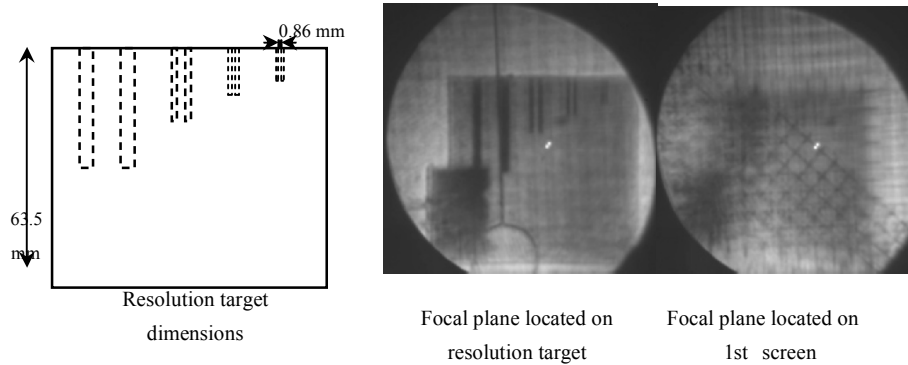 0.86 mm
63.5
mm
Resolution target
dimensions
Focal plane located on
resolution target
Focal plane located on
1st screen